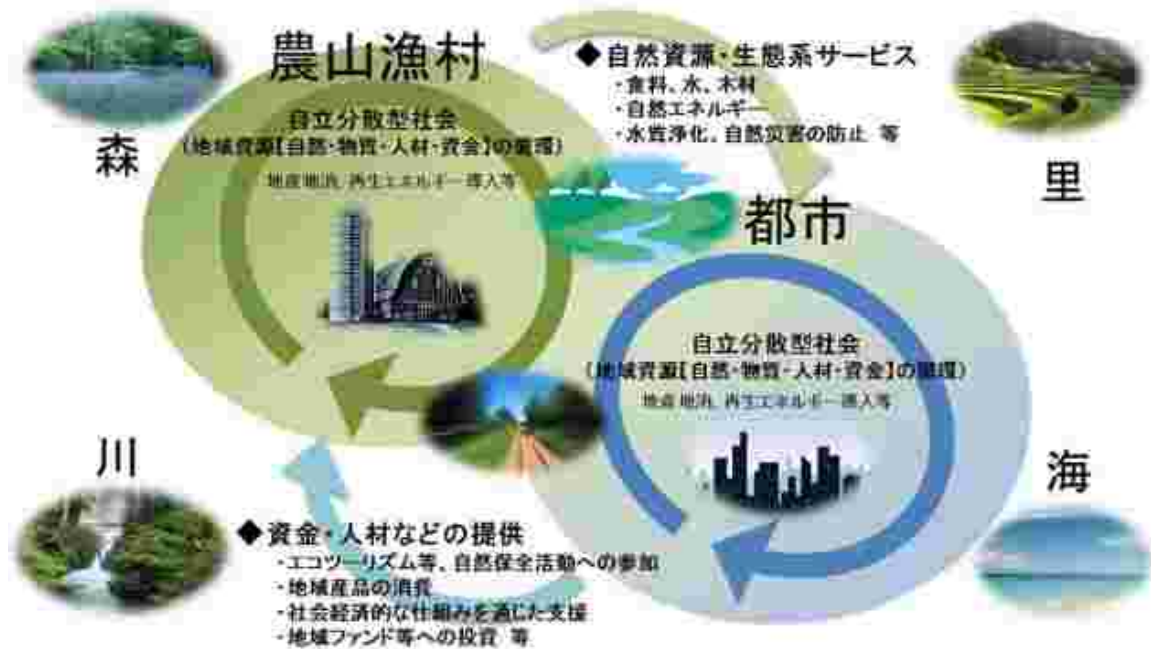 農山漁村
森
自立分散型社会
(地域資源【自然・物質・人材・資金】の循環)
地産地消、再生エネルギー導入等
◆自然資源・生態系サービス
・食料、水、木材
・自然エネルギー
・水質浄化、自然災害の防止 等
里
都市
自立分散型社会
(地域資源【自然・物質・人材・資金】の循環)
地産地消、再生エネルギー導入等
川
海
◆資金・人材などの提供
・エコツーリズム等、自然保全活動への参加
・地域産品の消費
・社会経済的な仕組みを通じた支援
・地域ファンド等への投資 等